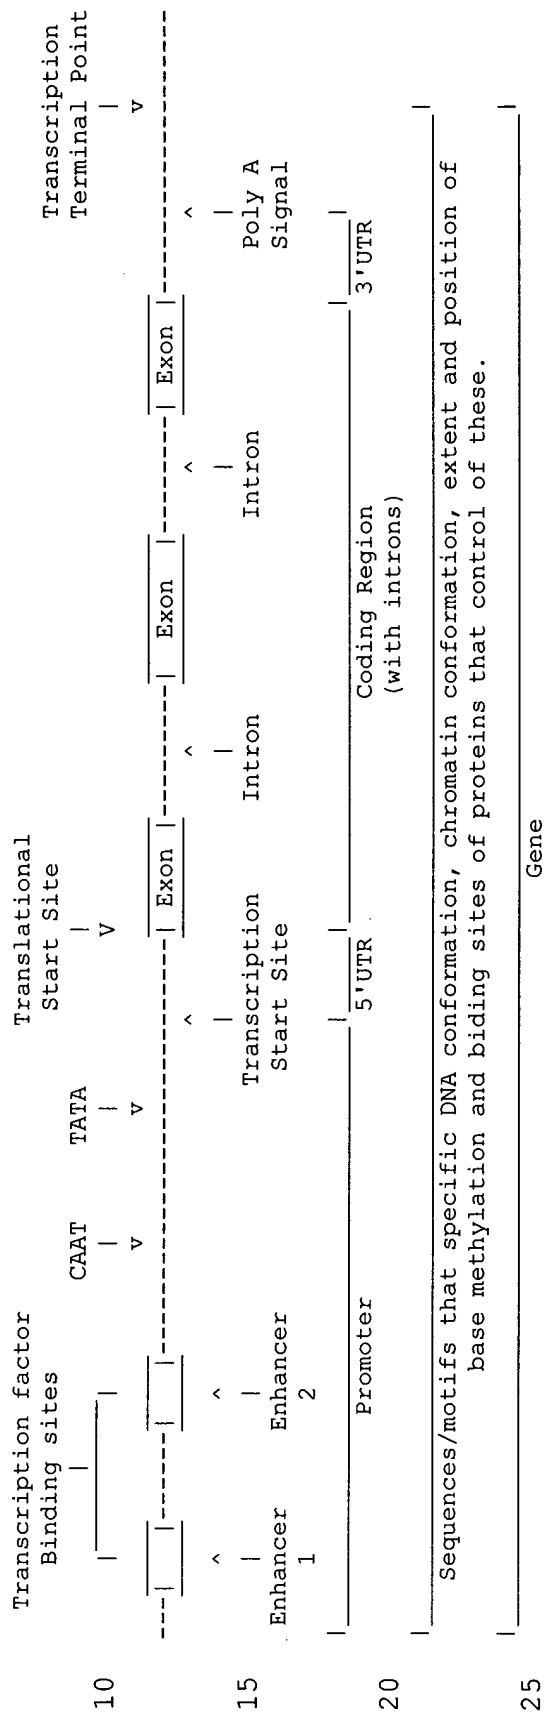 Transcription factor
Binding sites
CAAT
TATA
Translational
Start Site
Transcription
Terminal Point
10
Exon
Exon
Exon
15
Enhancer
1
Enhancer
2
Transcription
Start Site
Intron
Intron
Poly A
Signal
Promoter
5'UTR
Coding Region
(with introns)
3'UTR
20
Sequences/motifs that specific DNA conformation, chromatin conformation, extent and position of
base methylation and biding sites of proteins that control of these.
Gene
25